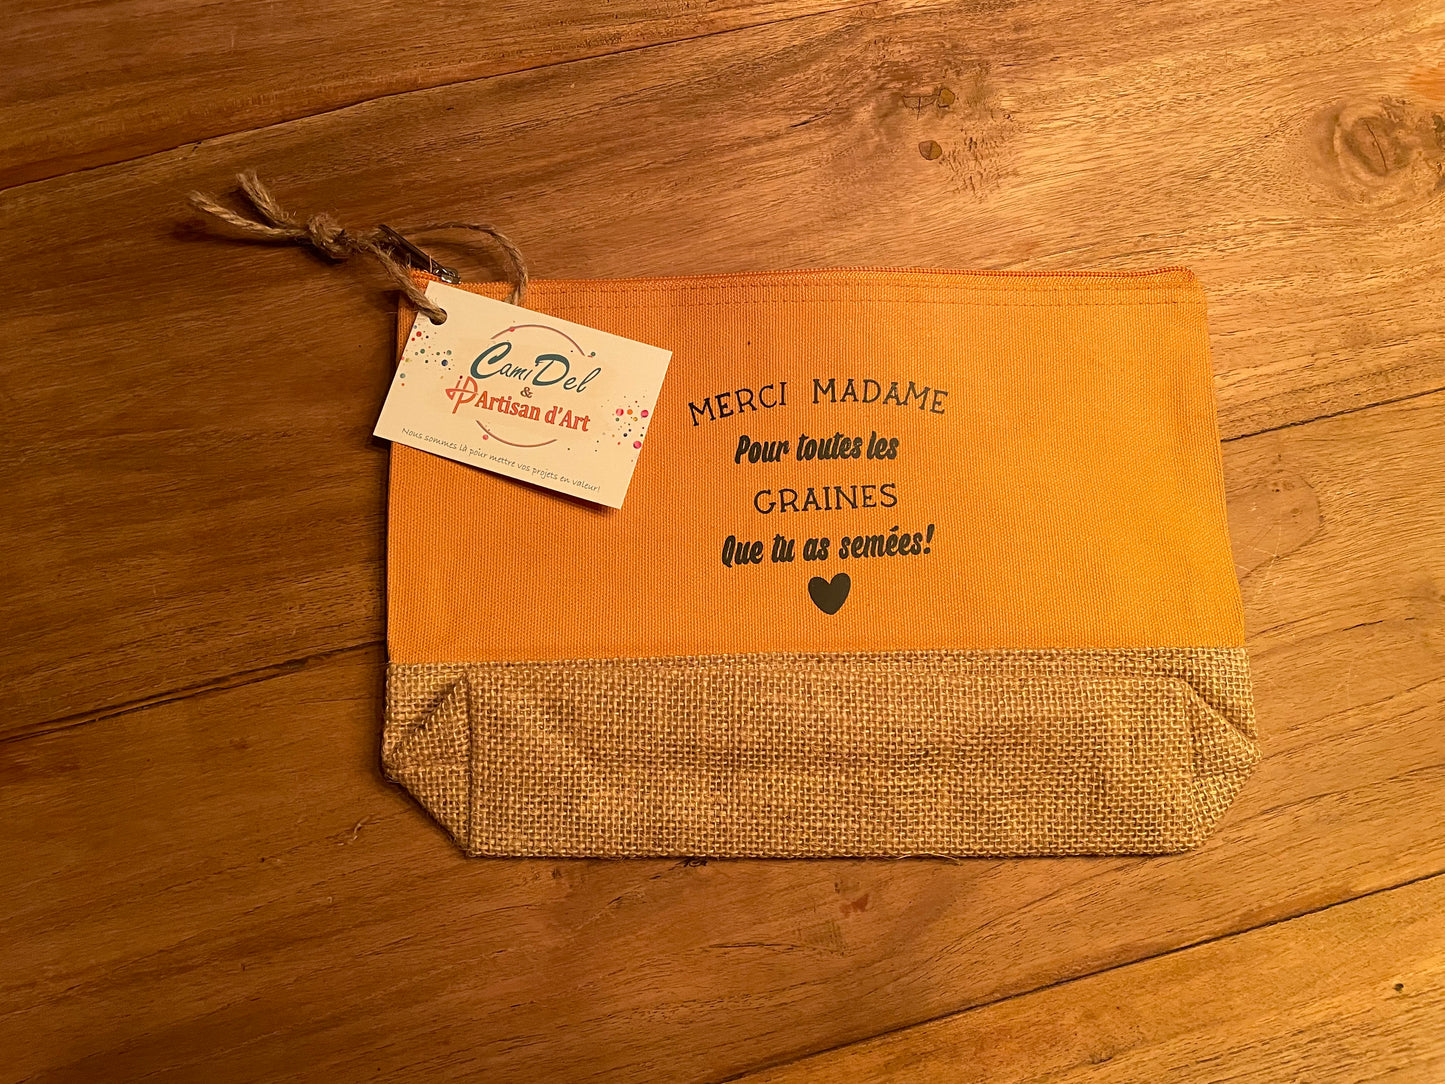 CamiDel
&
JP Artisan d'Art
Nous sommes là pour mettre vos projets en valeur!
MERCI MADAME
Pour toutes les
GRAINES
Que tu as semées!